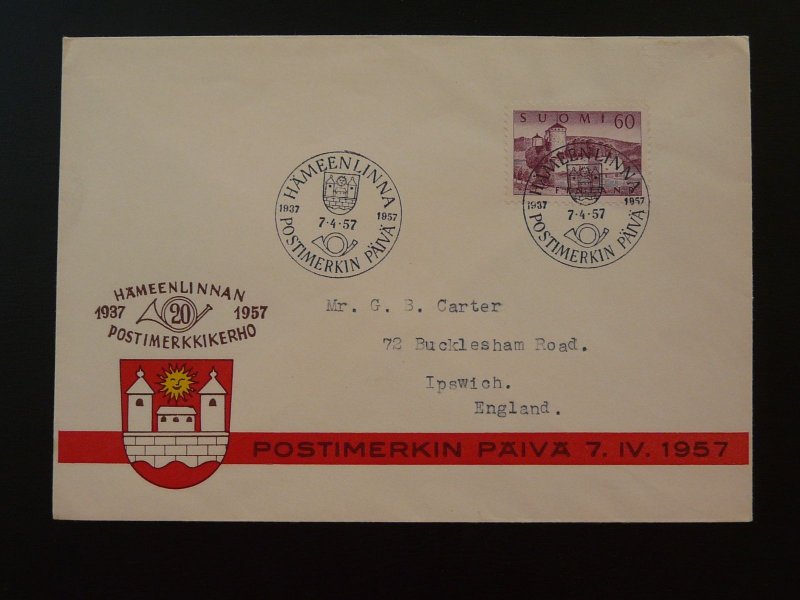 SUOMI 60
FINLAND
HÄMEENLINNA
1937 1957
7·4·57
POSTIMERKIN PÄIVÄ
HÄMEENLINNA
1937 1957
7·4·57
POSTIMERKIN PÄIVÄ
HÄMEENLINNAN
1937 20 1957
POSTIMERKKIKERHO
Mr. G. B. Carter
72 Bucklesham Road.
Ipswich.
England.
POSTIMERKIN PÄIVÄ 7. IV. 1957